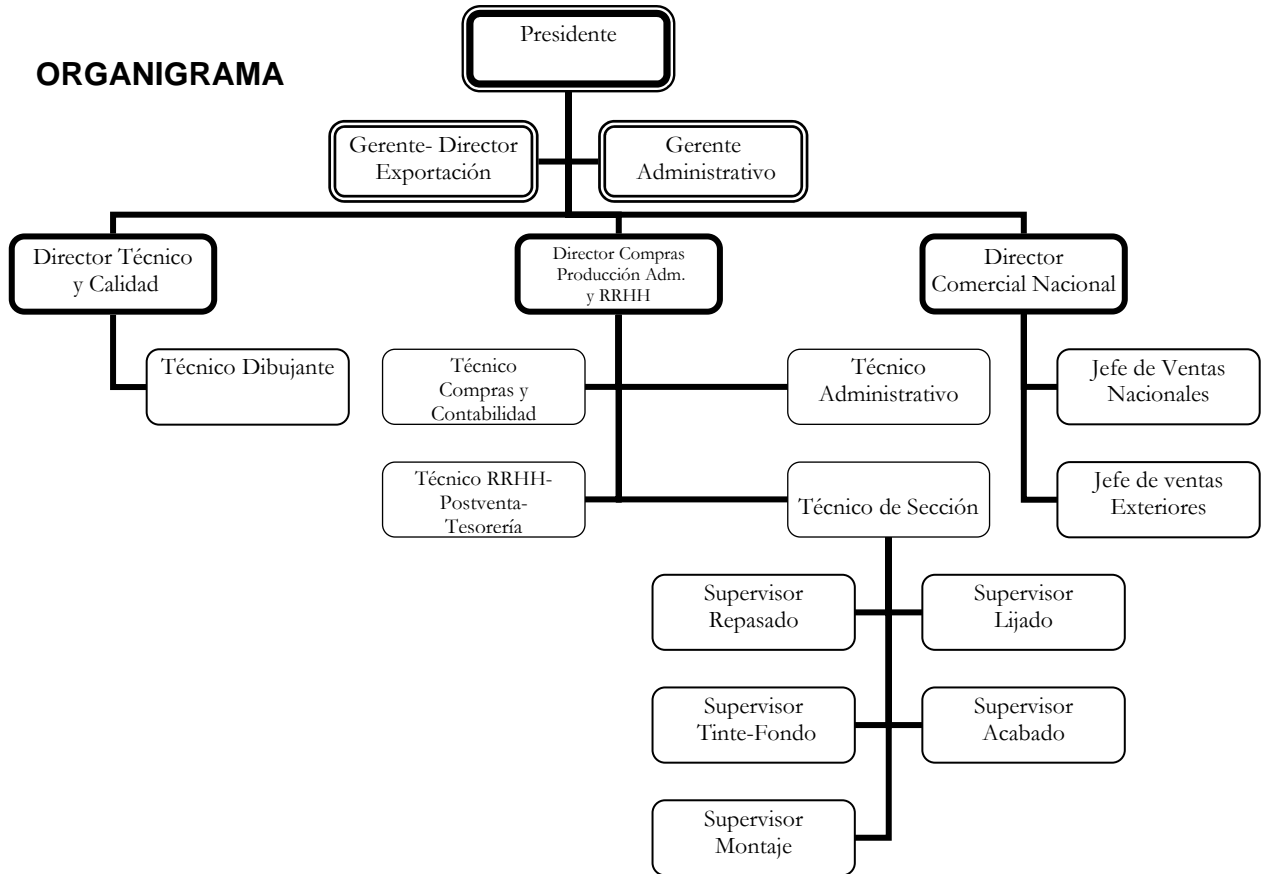 Presidente
ORGANIGRAMA
Gerente- Director
Exportación
Gerente
Administrativo
Director Técnico
y Calidad
Director Compras
Producción Adm.
y RRHH
Director
Comercial Nacional
Técnico Dibujante
Técnico
Compras y
Contabilidad
Técnico
Administrativo
Jefe de Ventas
Nacionales
Técnico RRHH-
Postventa-
Tesorería
Técnico de Sección
Jefe de ventas
Exteriores
Supervisor
Repasado
Supervisor
Lijado
Supervisor
Tinte-Fondo
Supervisor
Acabado
Supervisor
Montaje